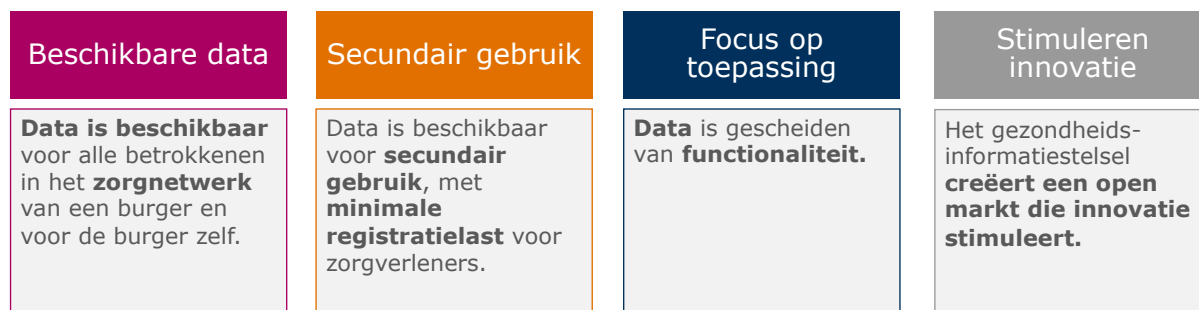 Beschikbare data
Data is beschikbaar
voor alle betrokkenen
in het zorgnetwerk
van een burger en
voor de burger zelf.
Secundair gebruik
Data is beschikbaar
voor secundair
gebruik, met
minimale
registratielast voor
zorgverleners.
Focus op
toepassing
Data is gescheiden
van functionaliteit.
Stimuleren
innovatie
Het gezondheids-
informatiestelsel
creëert een open
markt die innovatie
stimuleert.